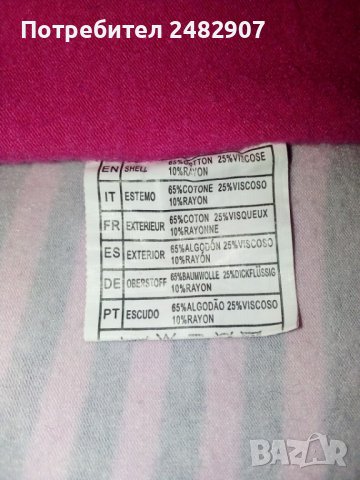 Потребител 2482907
EN SHELL 65%COTTON 25%VISCOSE
10%RAYON
IT ESTEMO 65%COTONE 25%VISCOSO
10%RAYON
FR EXTERIEUR 65%COTON 25%VISQUEUX
10%RAYONNE
ES EXTERIOR 65%ALGODÓN 25%VISCOSO
10%RAYÓN
DE OBERSTOFF 65%BAUMWOLLE 25%DICKFLÜSSIG
10%RAYON
PT ESCUDO 65%ALGODÃO 25%VISCOSO
10%RAYON
BAZAR